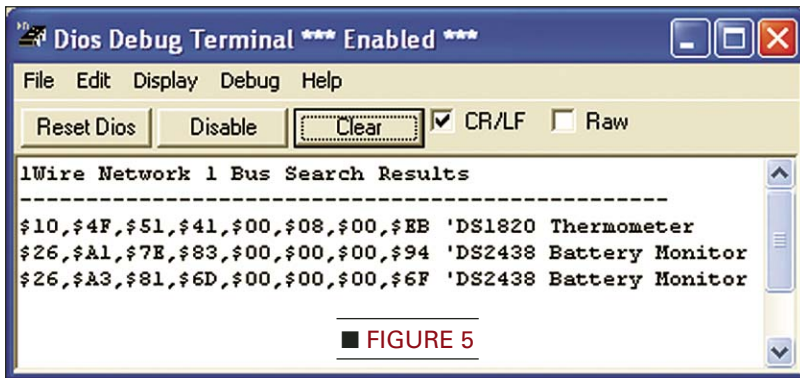 Dios Debug Terminal *** Enabled ***
File Edit Display Debug Help
Reset Dios Disable Clear CR/LF Raw
1Wire Network 1 Bus Search Results
--------------------------------------------------
$10,$4F,$51,$41,$00,$08,$00,$EB 'DS1820 Thermometer
$26,$A1,$7E,$83,$00,$00,$00,$94 'DS2438 Battery Monitor
$26,$A3,$81,$6D,$00,$00,$00,$6F 'DS2438 Battery Monitor
■ FIGURE 5